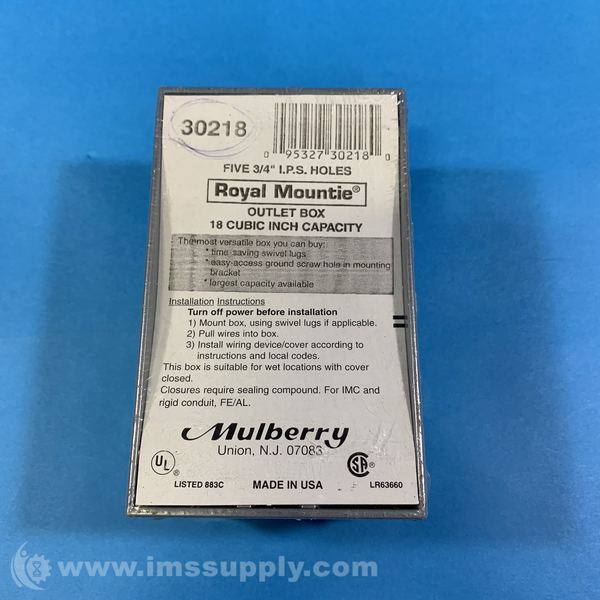 30218
0 95327 30218 0
FIVE 3/4" I.P.S. HOLES
Royal Mountie®
OUTLET BOX
18 CUBIC INCH CAPACITY
The most versatile box you can buy:
* time-saving swivel lugs
* easy-access ground screw hole in mounting
bracket
* largest capacity available
Installation Instructions
Turn off power before installation
1) Mount box, using swivel lugs if applicable.
2) Pull wires into box.
3) Install wiring device/cover according to
instructions and local codes.
This box is suitable for wet locations with cover
closed.
Closures require sealing compound. For IMC and
rigid conduit, FE/AL.
Mulberry
Union, N.J. 07083
UL ®
SA ®
LISTED 883C MADE IN USA LR63660
www.imssupply.com